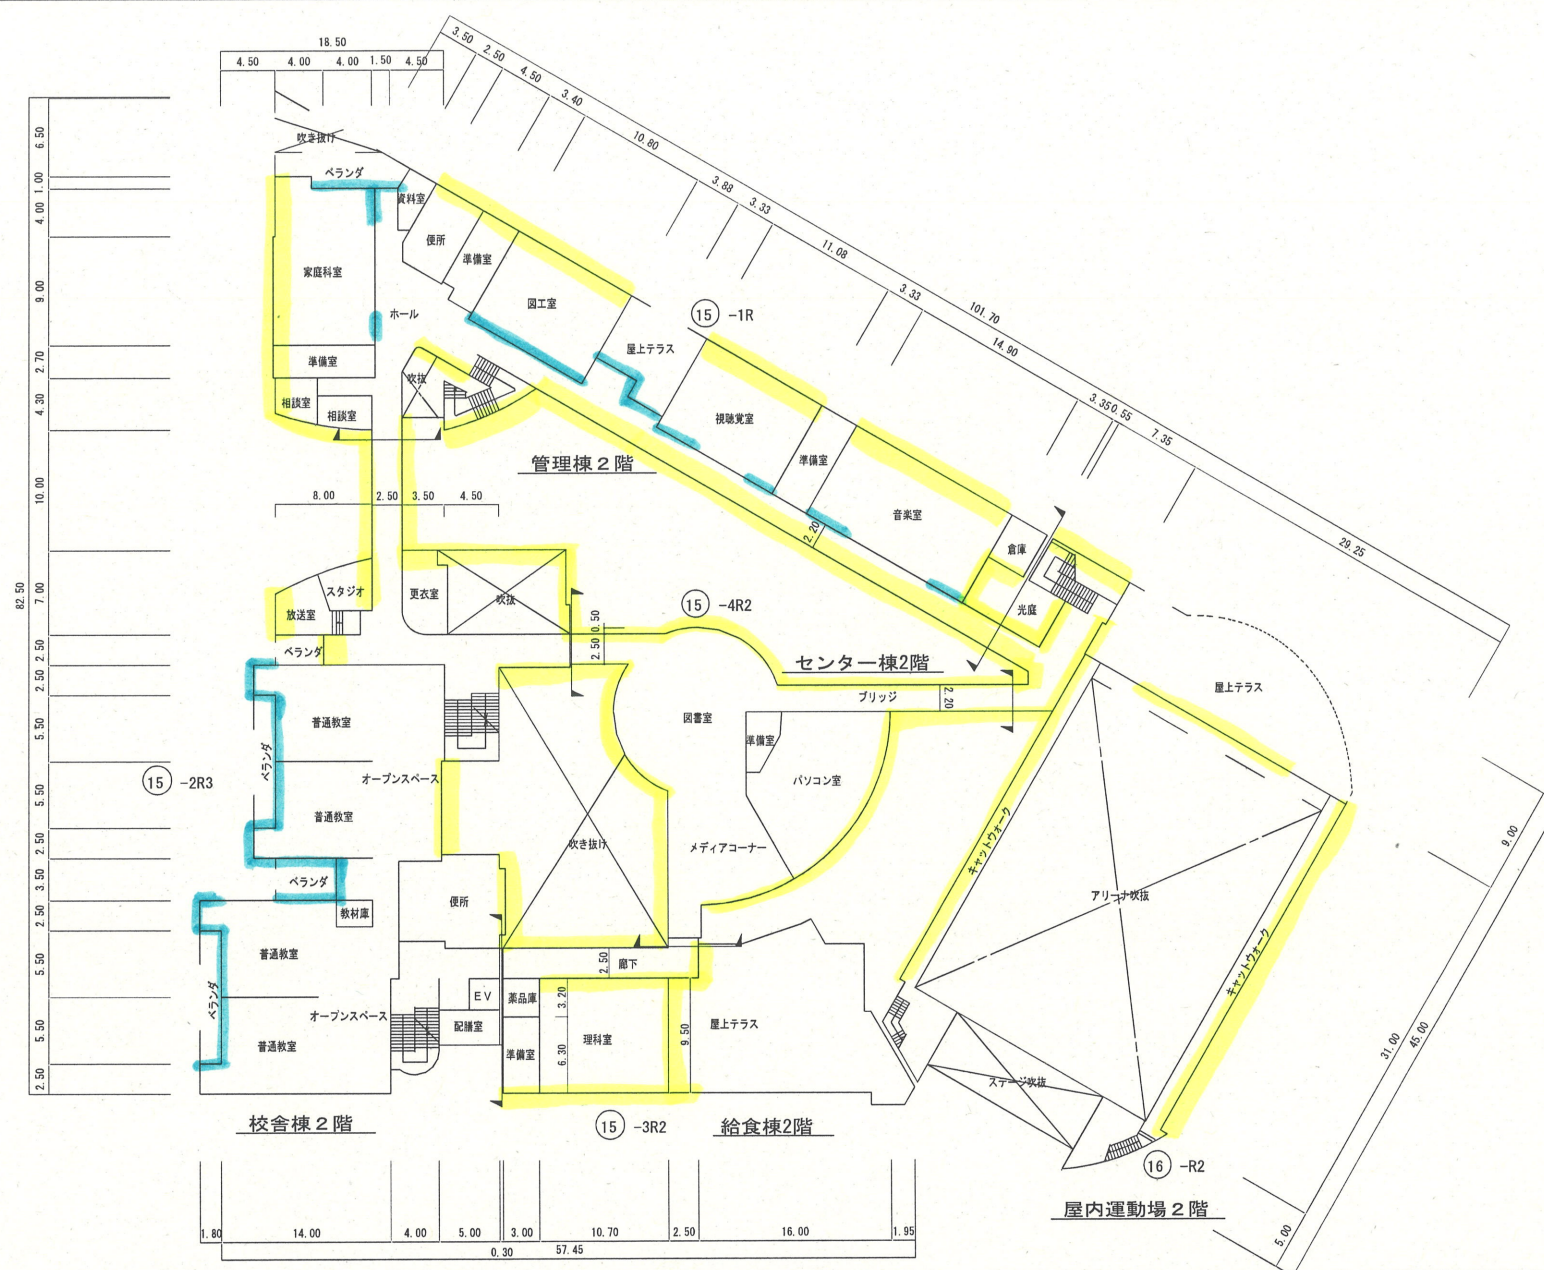 18.50
4.50 4.00 4.00 1.50 4.50
3.50 2.50 4.50 3.40 10.80 3.88 3.33 11.08 3.33 14.90 3.35 0.55 7.35 29.25
101.70
82.50
6.50
1.00
4.00
9.00
2.70
4.30
10.00
7.00
2.50
2.50
5.50
5.50
2.50
3.50
2.50
5.50
5.50
2.50
吹き抜け
ベランダ
資料室
便所
準備室
家庭科室
図工室
ホール
15 -1R
屋上テラス
準備室
吹抜
相談室
相談室
視聴覚室
準備室
管理棟2階
音楽室
8.00 2.50 3.50 4.50
2.20
倉庫
光庭
スタジオ
更衣室
吹抜
放送室
15 -4R2
0.50
2.50
ベランダ
センター棟2階
ブリッジ
2.20
屋上テラス
普通教室
図書室
準備室
ベランダ
15 -2R3
オープンスペース
パソコン室
普通教室
吹き抜け
メディアコーナー
キャットウォーク
ベランダ
アリーナ吹抜
便所
教材庫
普通教室
キャットウォーク
2.50
廊下
ベランダ
EV
薬品庫
3.20
オープンスペース
配膳室
屋上テラス
9.50
普通教室
準備室
6.30
理科室
ステージ吹抜
校舎棟2階
15 -3R2
給食棟2階
16 -R2
屋内運動場2階
9.00
31.00
45.00
5.00
1.80 14.00 4.00 5.00 3.00 10.70 2.50 16.00 1.95
0.30
57.45